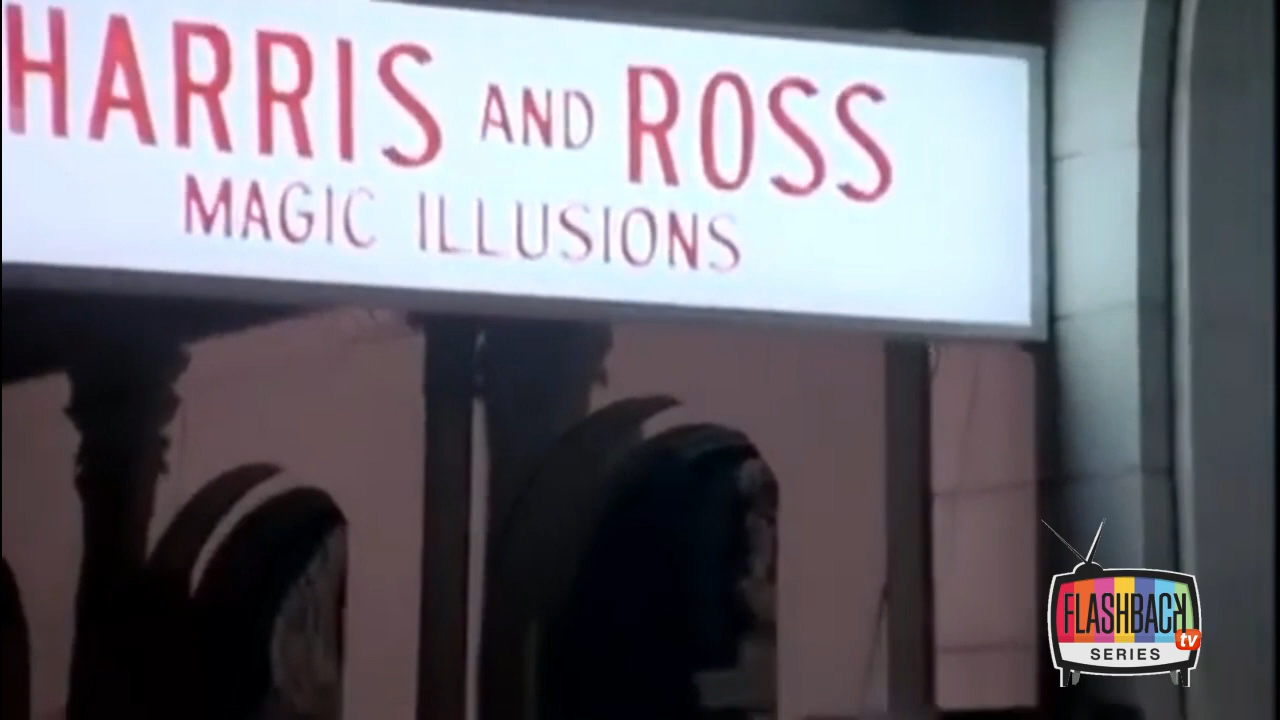 HARRIS AND ROSS
MAGIC ILLUSIONS
FLASHBACK
tv
SERIES